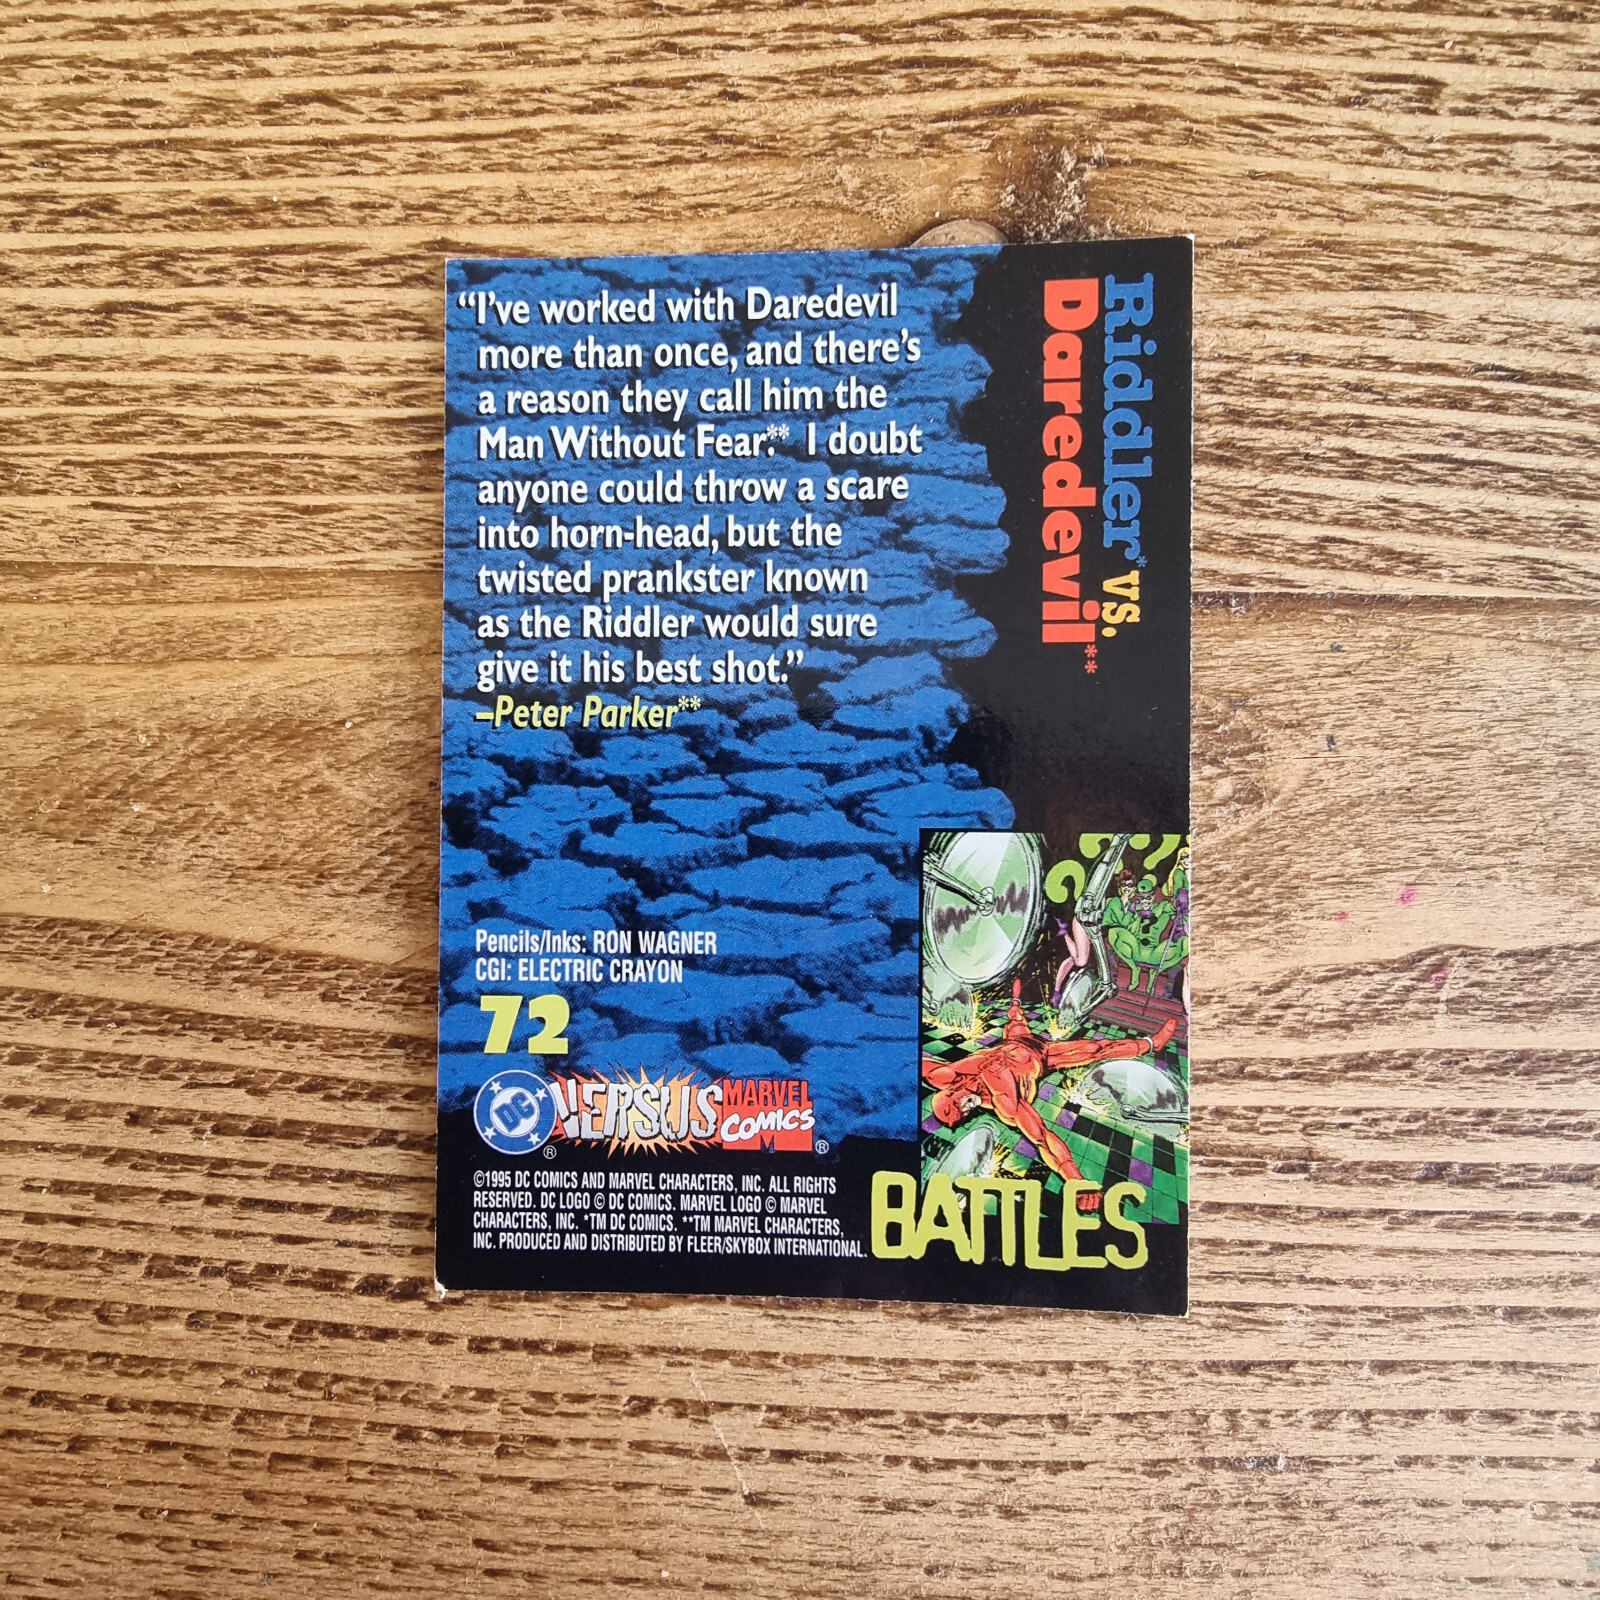 “I’ve worked with Daredevil
more than once, and there’s
a reason they call him the
Man Without Fear.** I doubt
anyone could throw a scare
into horn-head, but the
twisted prankster known
as the Riddler would sure
give it his best shot.”
–Peter Parker**
Riddler* vs.
Daredevil**
Pencils/Inks: RON WAGNER
CGI: ELECTRIC CRAYON
72
DC VERSUS MARVEL COMICS
® ®
©1995 DC COMICS AND MARVEL CHARACTERS, INC. ALL RIGHTS
RESERVED. DC LOGO © DC COMICS. MARVEL LOGO © MARVEL
CHARACTERS, INC. *TM DC COMICS. **TM MARVEL CHARACTERS,
INC. PRODUCED AND DISTRIBUTED BY FLEER/SKYBOX INTERNATIONAL.
BATTLES